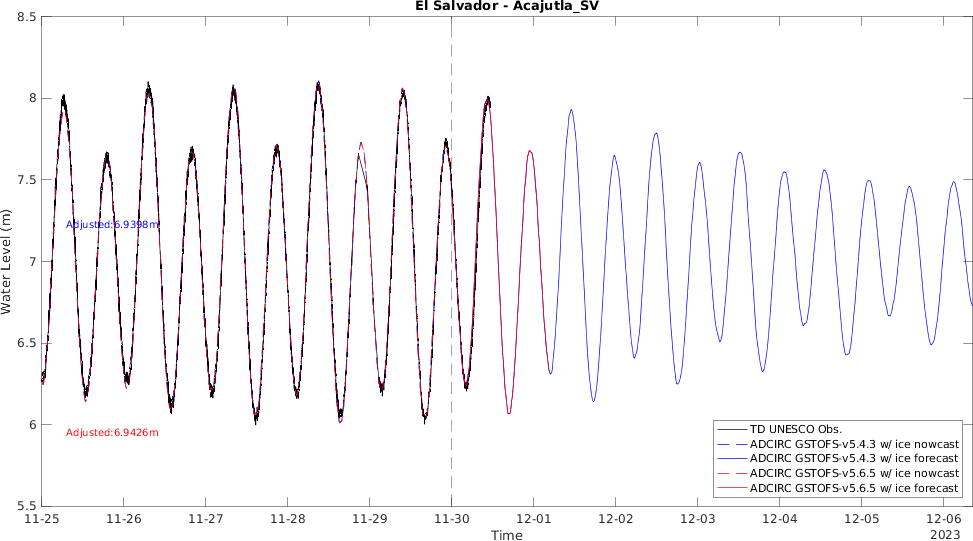 El Salvador - Acajutla_SV
Water Level (m)
8.5
8
7.5
7
6.5
6
5.5
Adjusted:6.9398m
Adjusted:6.9426m
TD UNESCO Obs.
ADCIRC GSTOFS-v5.4.3 w/ ice nowcast
ADCIRC GSTOFS-v5.4.3 w/ ice forecast
ADCIRC GSTOFS-v5.6.5 w/ ice nowcast
ADCIRC GSTOFS-v5.6.5 w/ ice forecast
11-25 11-26 11-27 11-28 11-29 11-30 12-01 12-02 12-03 12-04 12-05 12-06
2023
Time